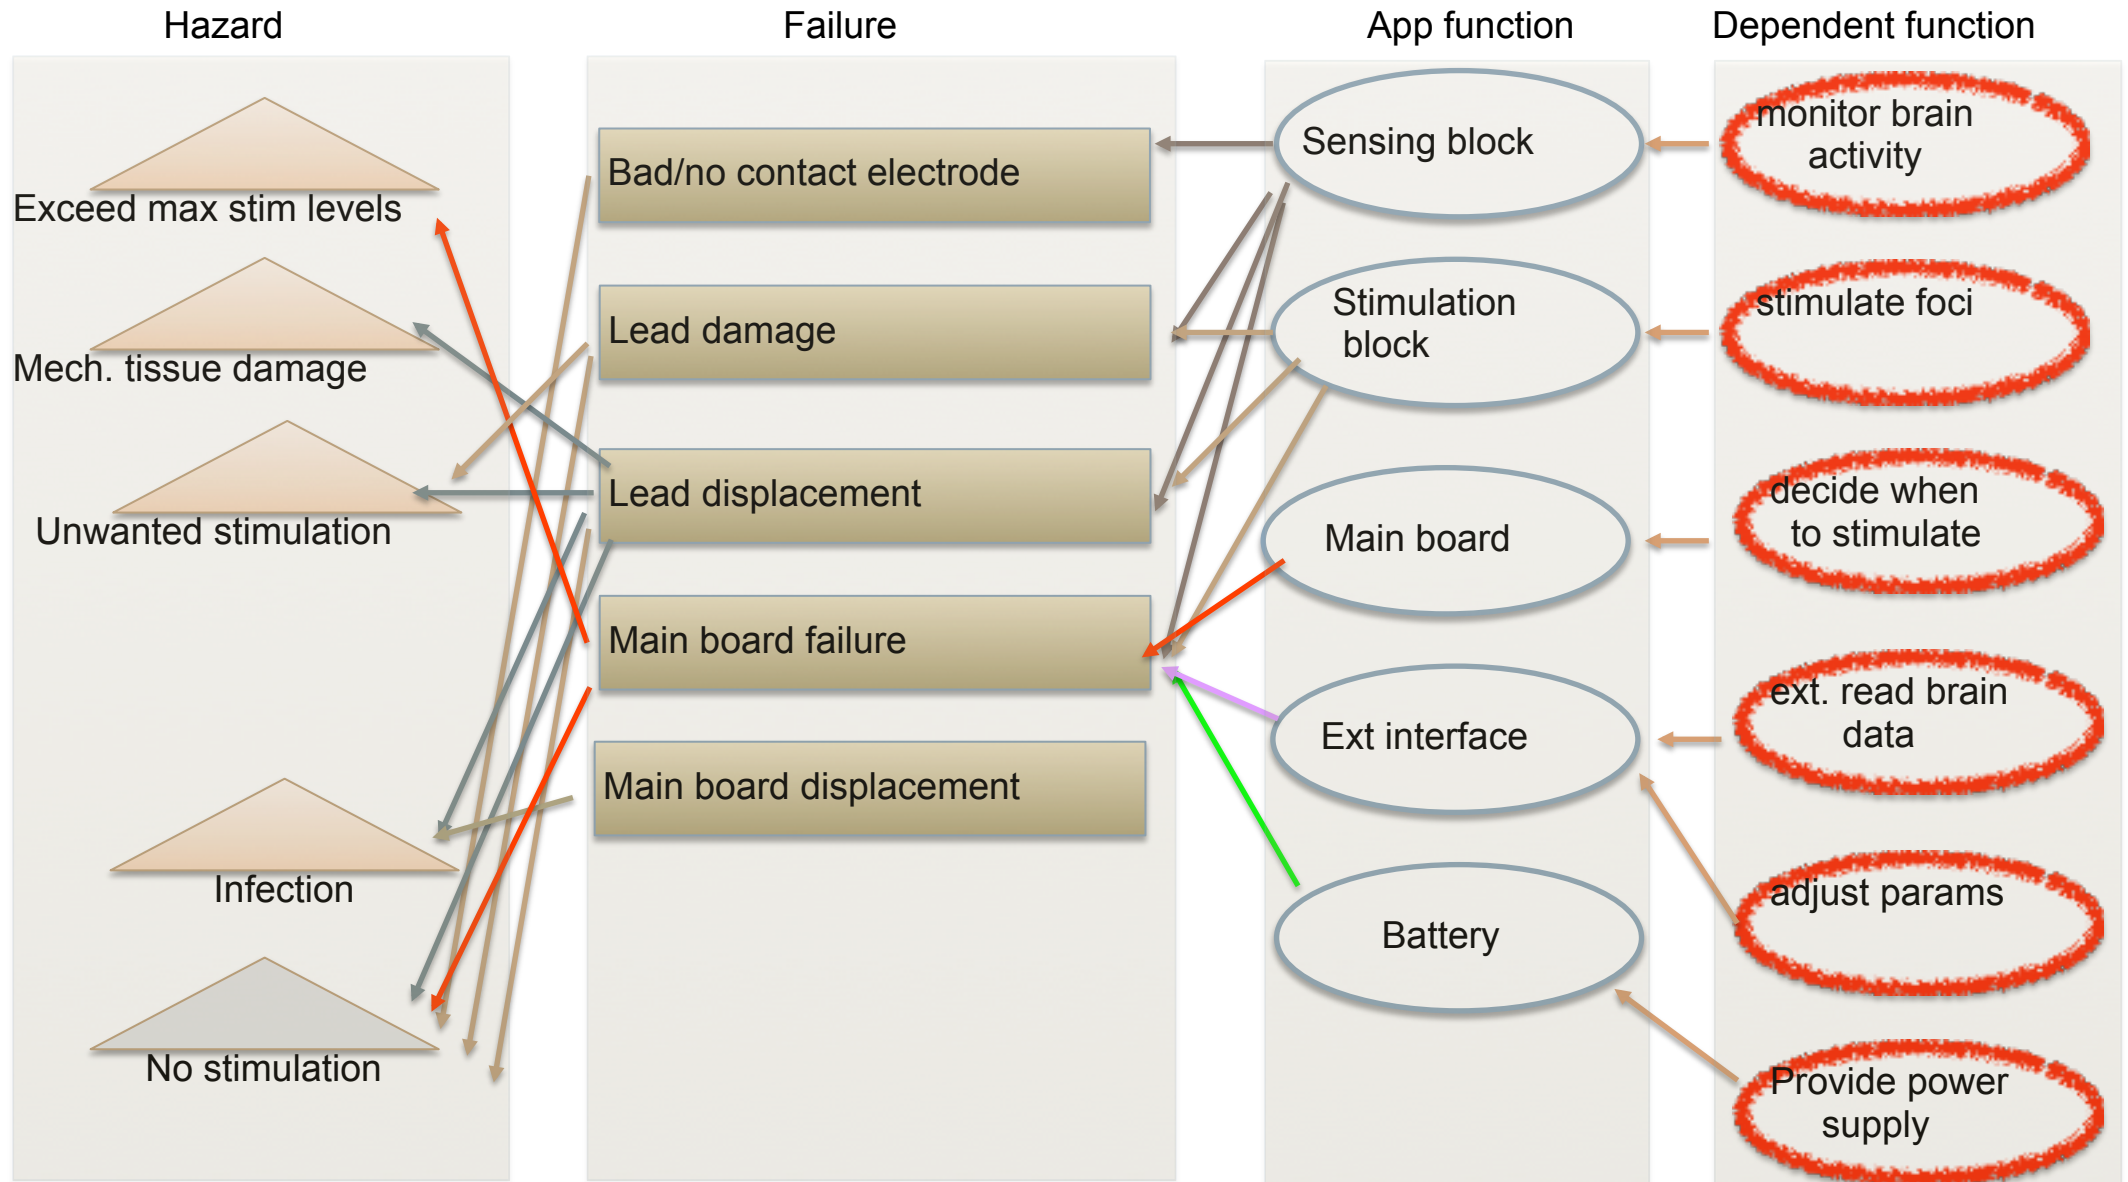 Hazard
Failure
App function
Dependent function
Exceed max stim levels
Mech. tissue damage
Unwanted stimulation
Infection
No stimulation
Bad/no contact electrode
Lead damage
Lead displacement
Main board failure
Main board displacement
Sensing block
Stimulation
block
Main board
Ext interface
Battery
monitor brain
activity
stimulate foci
decide when
to stimulate
ext. read brain
data
adjust params
Provide power
supply